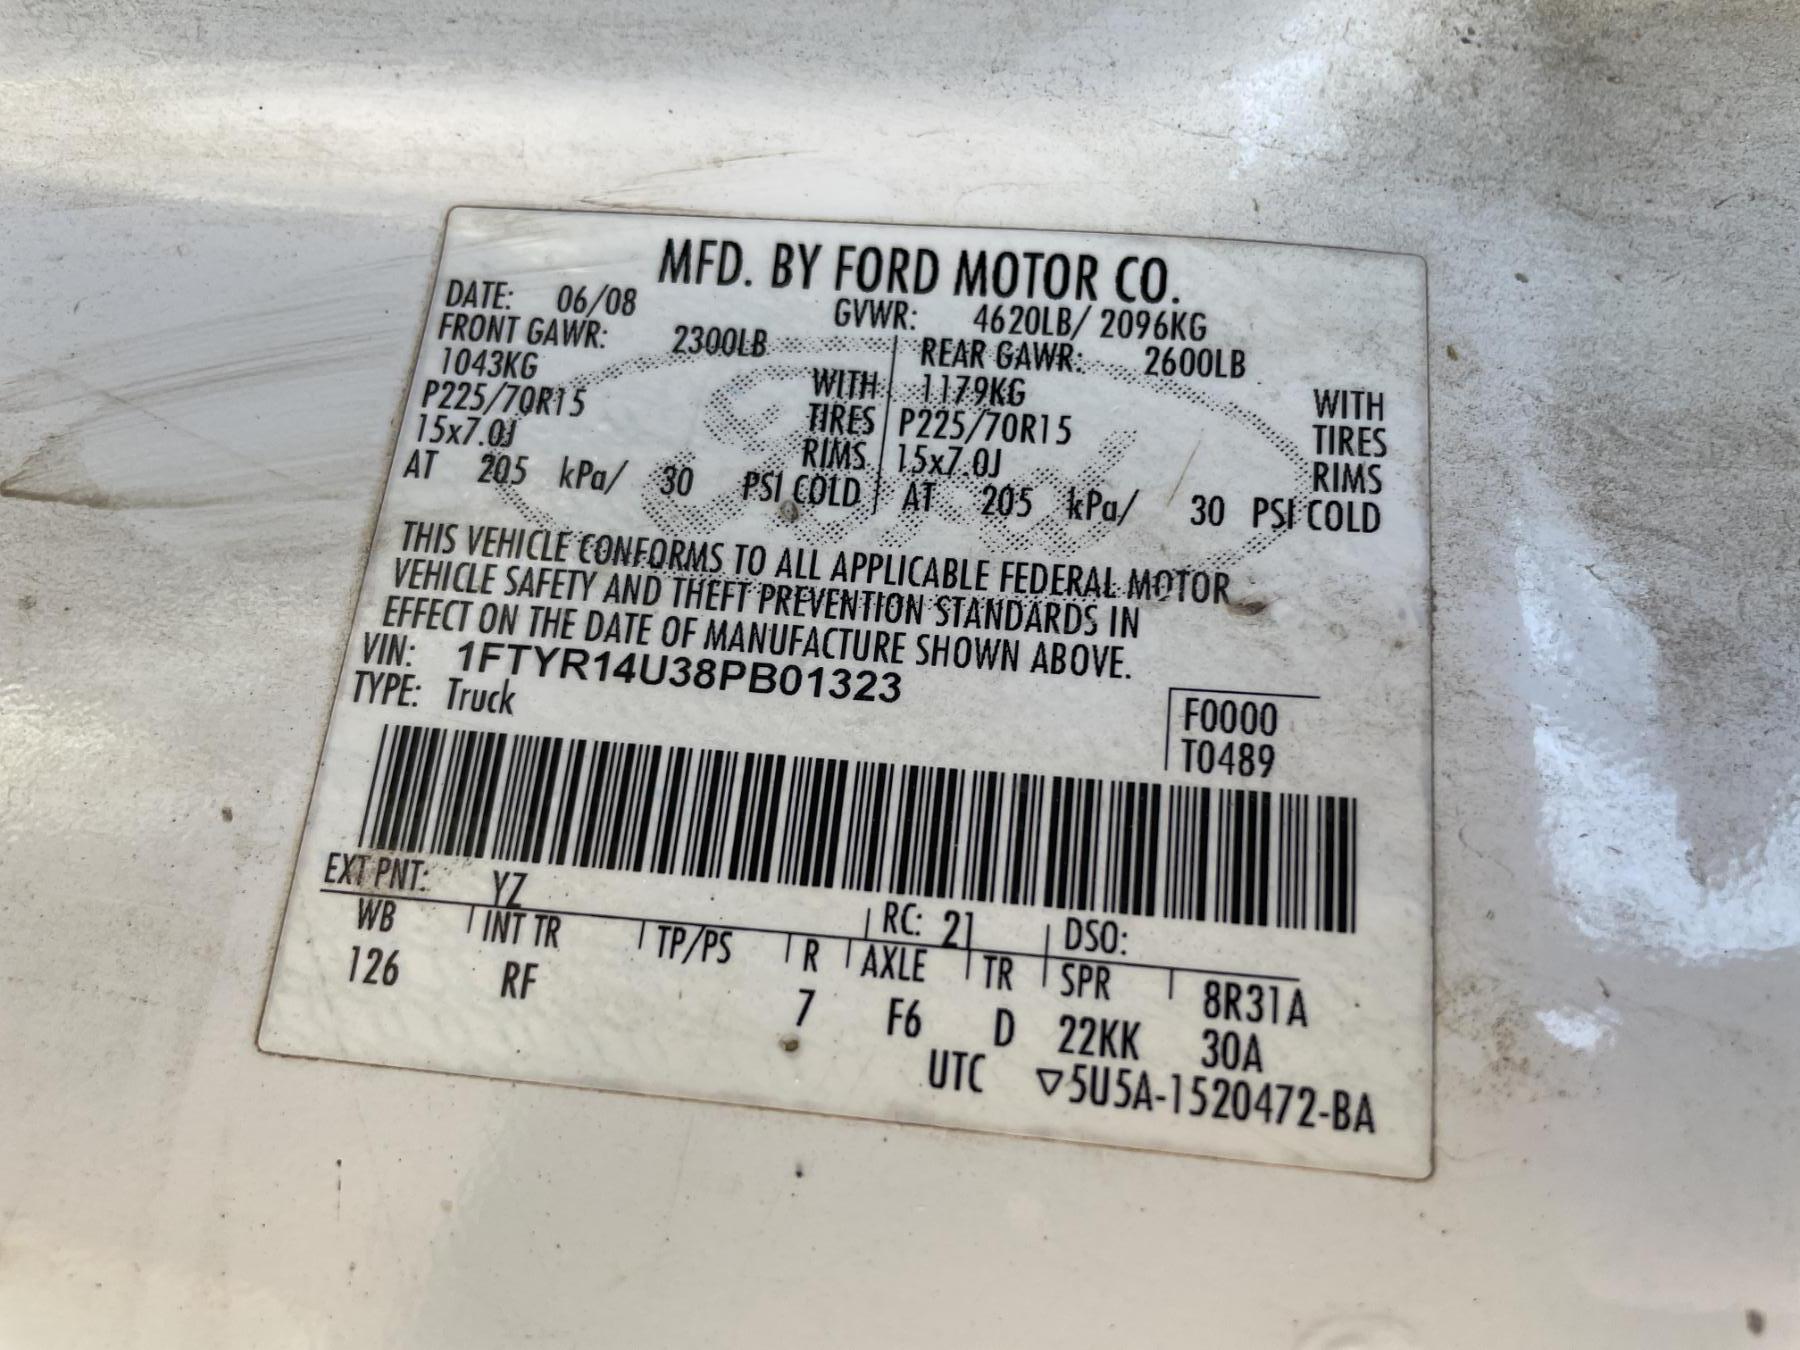 MFD. BY FORD MOTOR CO.
DATE: 06/08 GVWR: 4620LB/ 2096KG
FRONT GAWR: 2300LB REAR GAWR: 2600LB
1043KG WITH 1179KG WITH
P225/70R15 TIRES P225/70R15 TIRES
15x7.0J RIMS 15x7.0J RIMS
AT 205 kPa/ 30 PSI COLD AT 205 kPa/ 30 PSI COLD
THIS VEHICLE CONFORMS TO ALL APPLICABLE FEDERAL MOTOR
VEHICLE SAFETY AND THEFT PREVENTION STANDARDS IN
EFFECT ON THE DATE OF MANUFACTURE SHOWN ABOVE.
VIN: 1FTYR14U38PB01323
TYPE: Truck
F0000
T0489
EXT PNT: YZ RC: 21 DSO:
WB INT TR TP/PS R AXLE TR SPR 8R31A
126 RF 7 F6 D 22KK 30A
UTC ▽5U5A-1520472-BA
Ford